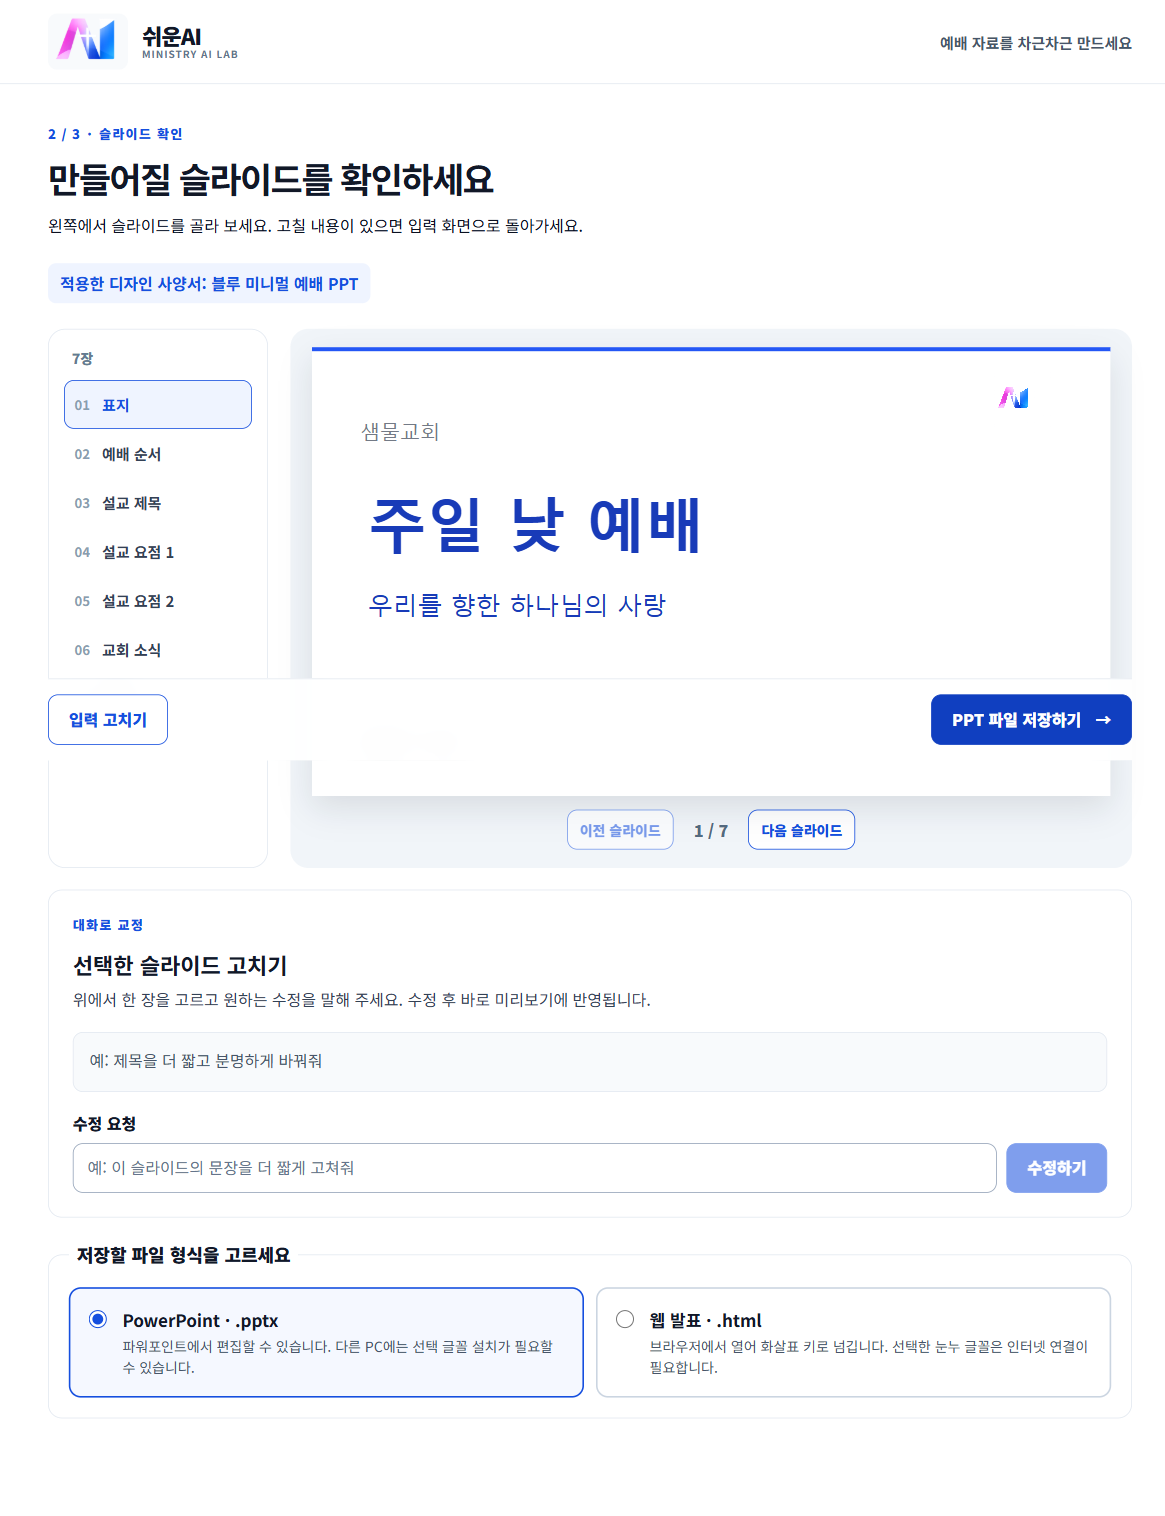 쉬운AI
MINISTRY AI LAB
예배 자료를 차근차근 만드세요
2 / 3 · 슬라이드 확인
만들어질 슬라이드를 확인하세요
왼쪽에서 슬라이드를 골라 보세요. 고칠 내용이 있으면 입력 화면으로 돌아가세요.
적용한 디자인 사양서: 블루 미니멀 예배 PPT
7장
01 표지
02 예배 순서
03 설교 제목
04 설교 요점 1
05 설교 요점 2
06 교회 소식
샘물교회
주일 낮 예배
우리를 향한 하나님의 사랑
입력 고치기
PPT 파일 저장하기 →
이전 슬라이드
1 / 7
다음 슬라이드
대화로 교정
선택한 슬라이드 고치기
위에서 한 장을 고르고 원하는 수정을 말해 주세요. 수정 후 바로 미리보기에 반영됩니다.
예: 제목을 더 짧고 분명하게 바꿔줘
수정 요청
예: 이 슬라이드의 문장을 더 짧게 고쳐줘
수정하기
저장할 파일 형식을 고르세요
PowerPoint · .pptx
파워포인트에서 편집할 수 있습니다. 다른 PC에는 선택 글꼴 설치가 필요할
수 있습니다.
웹 발표 · .html
브라우저에서 열어 화살표 키로 넘깁니다. 선택한 눈누 글꼴은 인터넷 연결이
필요합니다.